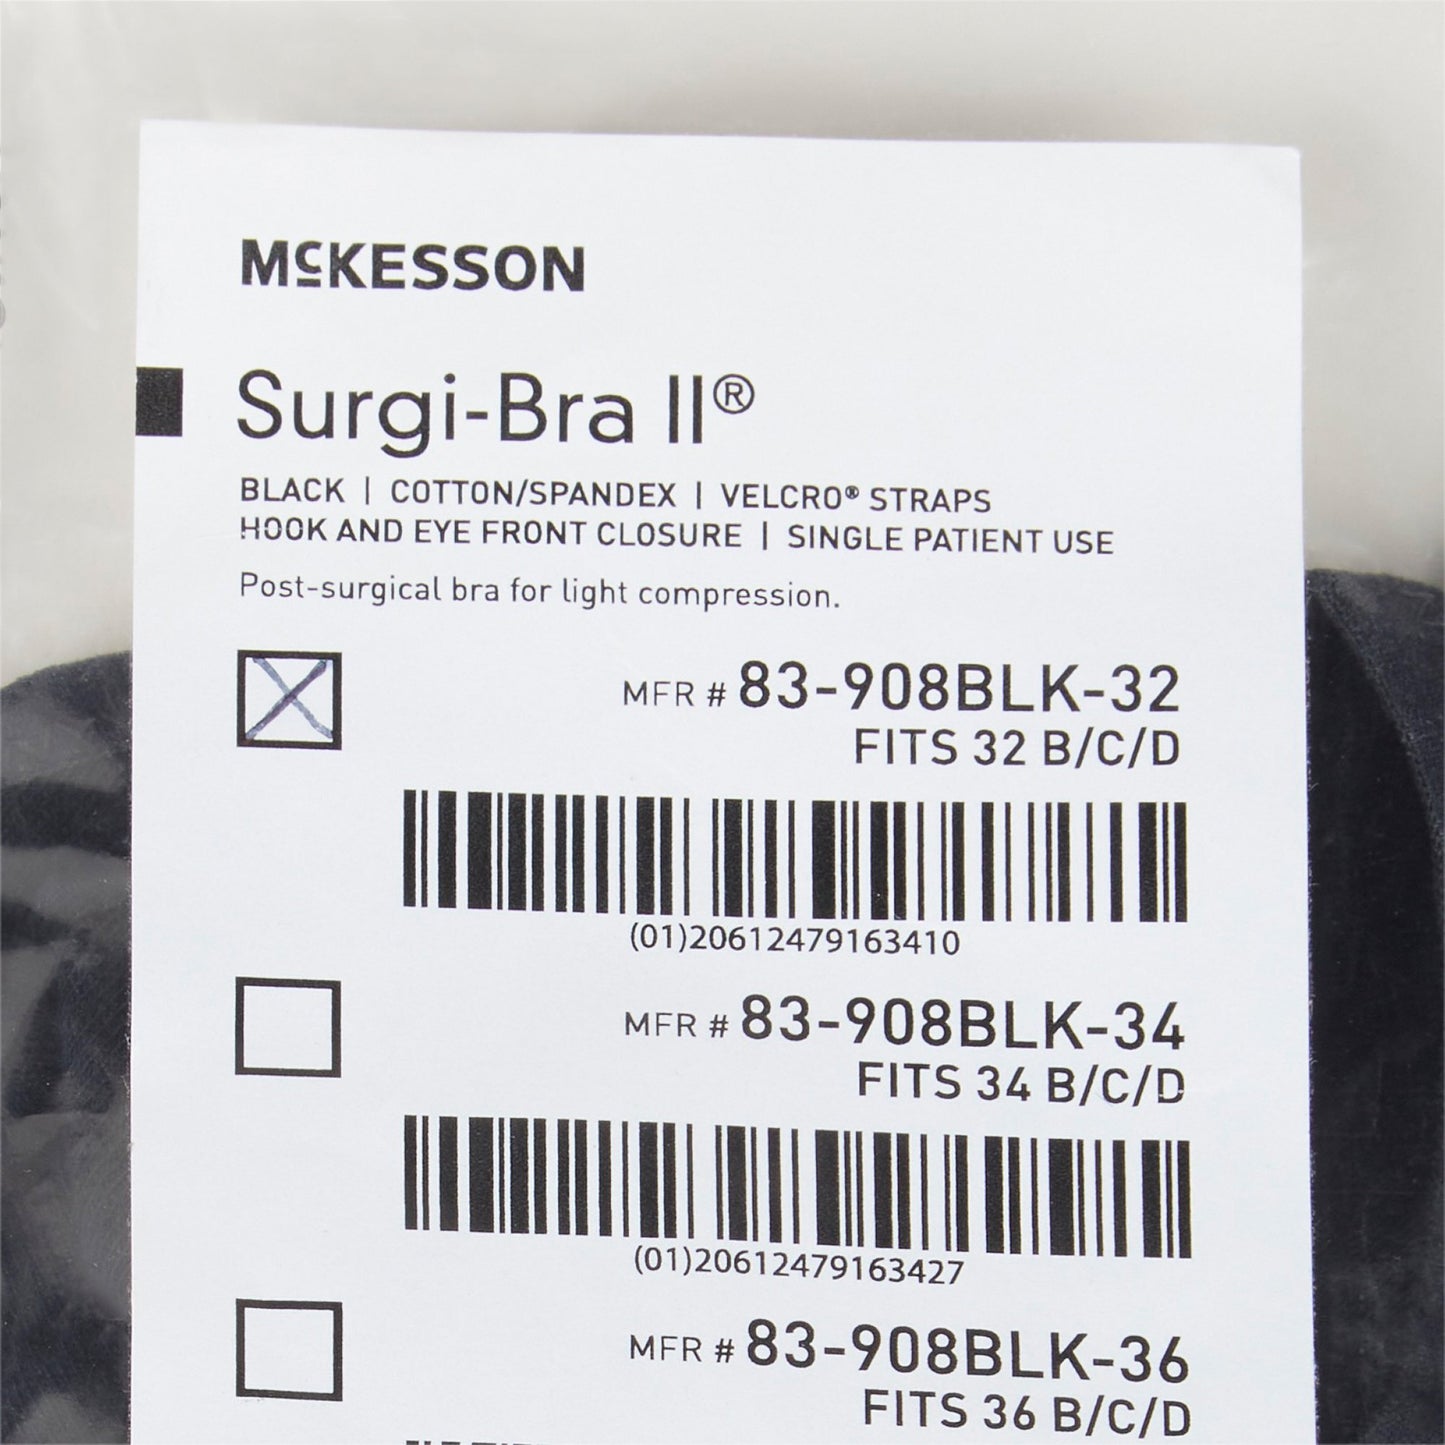 McKESSON
Surgi-Bra II®
BLACK | COTTON/SPANDEX | VELCRO® STRAPS
HOOK AND EYE FRONT CLOSURE | SINGLE PATIENT USE
Post-surgical bra for light compression.
MFR # 83-908BLK-32
FITS 32 B/C/D
(01)20612479163410
MFR # 83-908BLK-34
FITS 34 B/C/D
(01)20612479163427
MFR # 83-908BLK-36
FITS 36 B/C/D